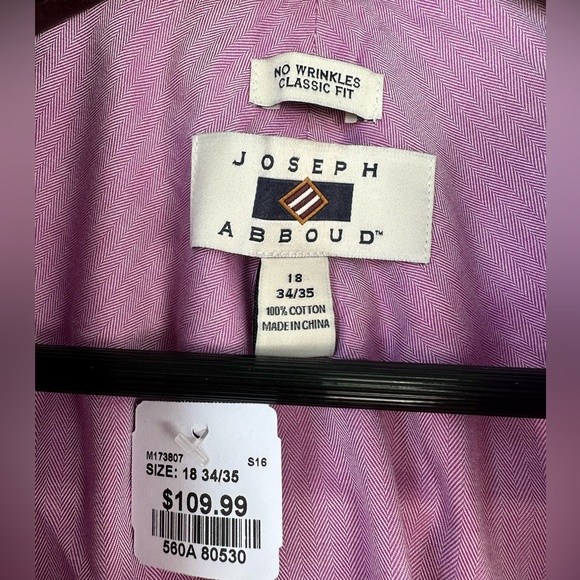 NO WRINKLES
CLASSIC FIT
JOSEPH
ABBOUD™
18
34/35
100% COTTON
MADE IN CHINA
M173807 S16
SIZE: 18 34/35
$109.99
560A 80530